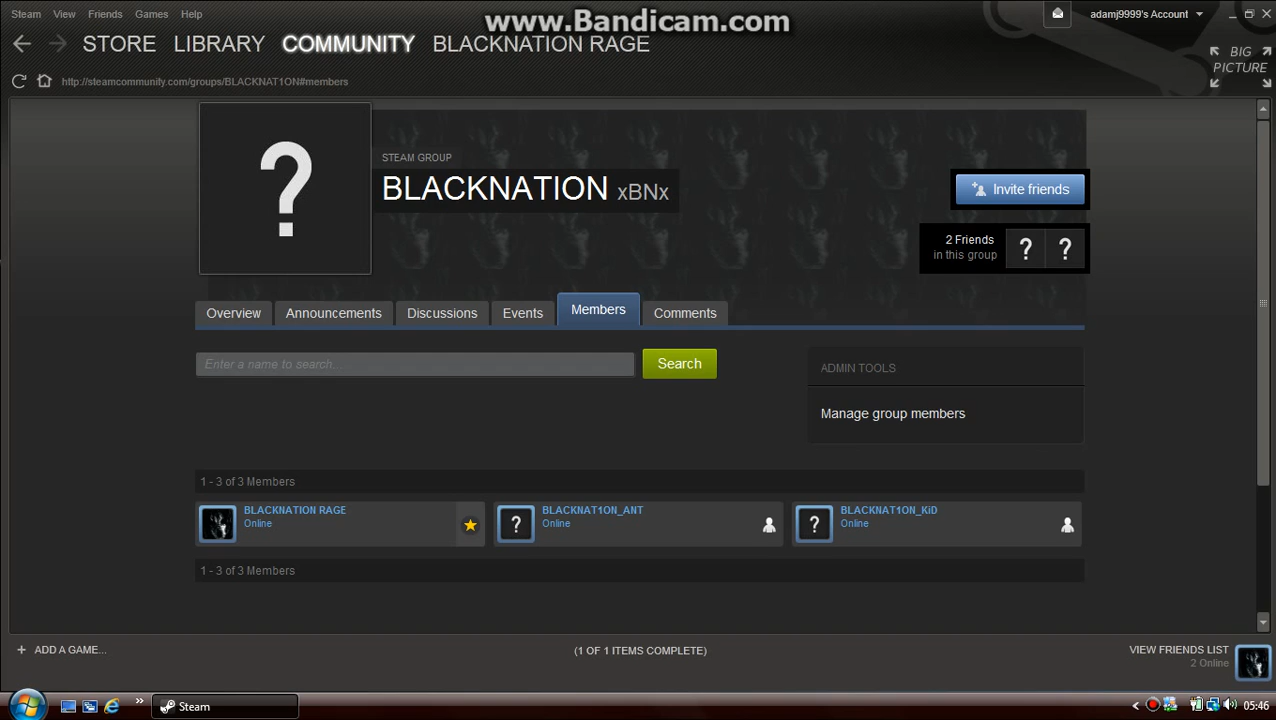 www.Bandicam.com
Steam View Friends Games Help
adamj9999's Account
STORE LIBRARY COMMUNITY BLACKNATION RAGE
BIG PICTURE
http://steamcommunity.com/groups/BLACKNAT1ON#members
?
STEAM GROUP
BLACKNATION xBNx
Invite friends
2 Friends
in this group
? ?
Overview Announcements Discussions Events Members Comments
Enter a name to search... Search
ADMIN TOOLS
Manage group members
1 - 3 of 3 Members
BLACKNATION RAGE
Online
?
BLACKNAT1ON_ANT
Online
?
BLACKNAT1ON_KiD
Online
1 - 3 of 3 Members
+ ADD A GAME...
(1 OF 1 ITEMS COMPLETE)
VIEW FRIENDS LIST
2 Online
Steam
05:46